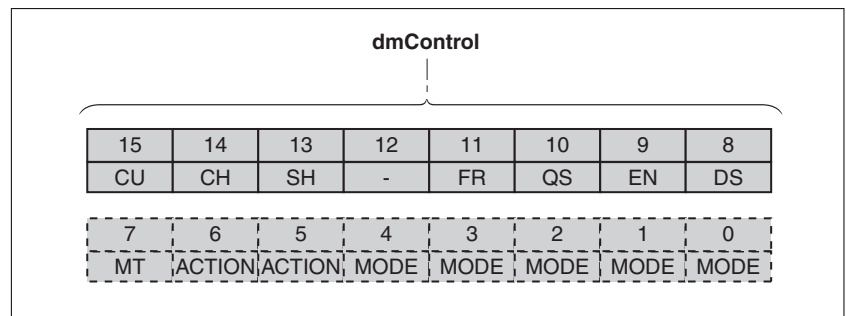 dmControl
15 14 13 12 11 10 9 8
CU CH SH - FR QS EN DS
7 6 5 4 3 2 1 0
MT ACTION ACTION MODE MODE MODE MODE MODE